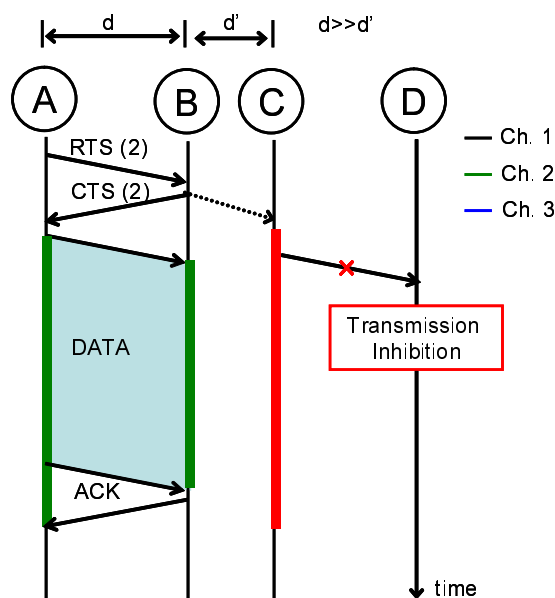 d
d'
d>>d'
A
B
C
D
RTS (2)
CTS (2)
Ch. 1
Ch. 2
Ch. 3
DATA
Transmission
Inhibition
ACK
time